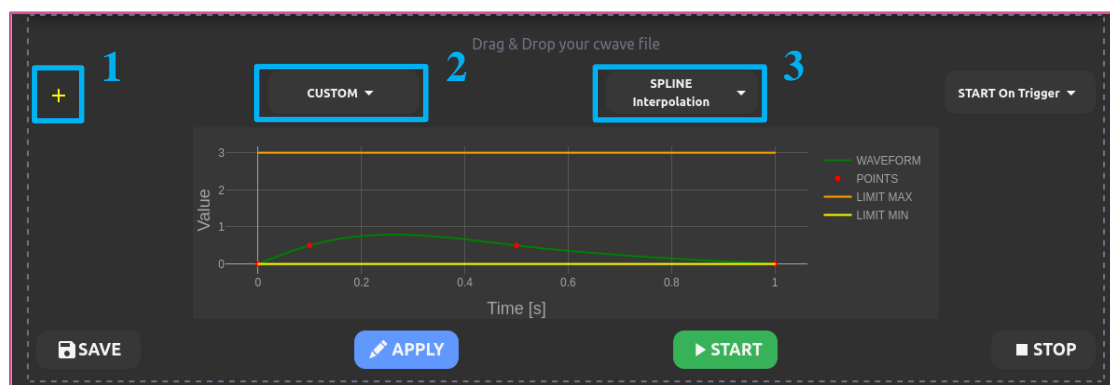 Drag & Drop your cwave file
1
2
3
+
CUSTOM
SPLINE
Interpolation
START On Trigger
3
2
1
0
Value
0
0.2
0.4
0.6
0.8
1
Time [s]
WAVEFORM
POINTS
LIMIT MAX
LIMIT MIN
SAVE
APPLY
START
STOP